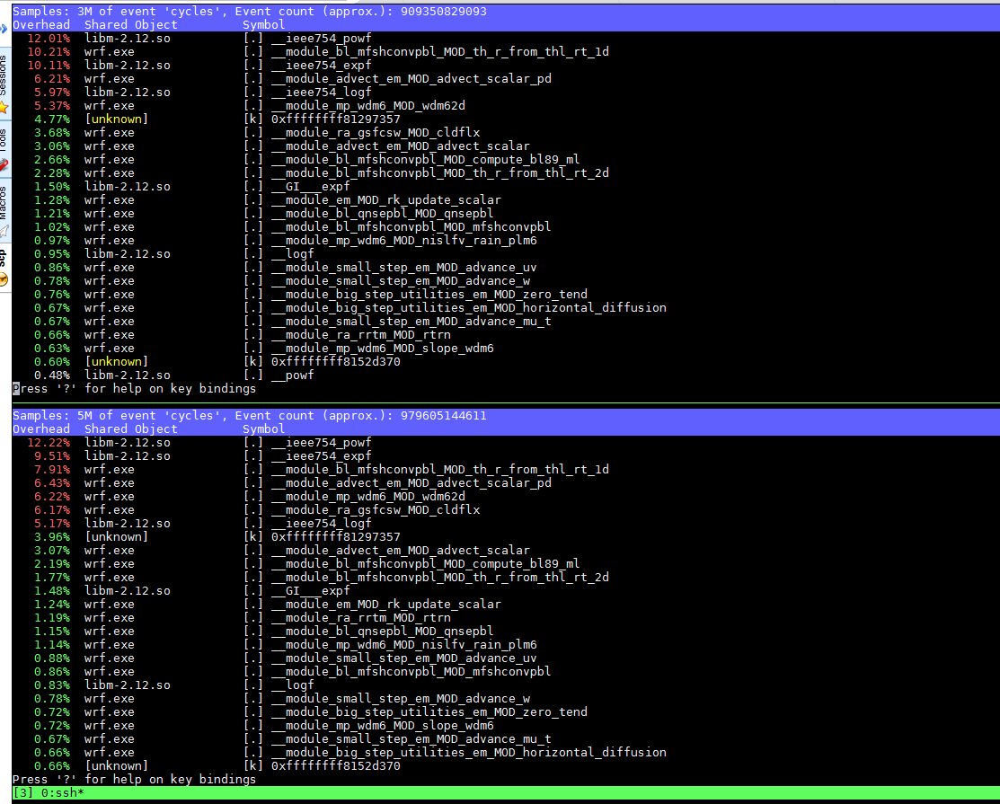 Samples: 3M of event 'cycles', Event count (approx.): 909350829093
Overhead  Shared Object         Symbol
  12.01%  libm-2.12.so          [.] __ieee754_powf
  10.21%  wrf.exe               [.] __module_bl_mfshconvpbl_MOD_th_r_from_thl_rt_1d
  10.11%  libm-2.12.so          [.] __ieee754_expf
   6.21%  wrf.exe               [.] __module_advect_em_MOD_advect_scalar_pd
   5.97%  libm-2.12.so          [.] __ieee754_logf
   5.37%  wrf.exe               [.] __module_mp_wdm6_MOD_wdm62d
   4.77%  [unknown]             [k] 0xffffffff81297357
   3.68%  wrf.exe               [.] __module_ra_gsfcsw_MOD_cldflx
   3.06%  wrf.exe               [.] __module_advect_em_MOD_advect_scalar
   2.66%  wrf.exe               [.] __module_bl_mfshconvpbl_MOD_compute_bl89_ml
   2.28%  wrf.exe               [.] __module_bl_mfshconvpbl_MOD_th_r_from_thl_rt_2d
   1.50%  libm-2.12.so          [.] __GI___expf
   1.28%  wrf.exe               [.] __module_em_MOD_rk_update_scalar
   1.21%  wrf.exe               [.] __module_bl_qnsepbl_MOD_qnsepbl
   1.02%  wrf.exe               [.] __module_bl_mfshconvpbl_MOD_mfshconvpbl
   0.97%  wrf.exe               [.] __module_mp_wdm6_MOD_nislfv_rain_plm6
   0.95%  libm-2.12.so          [.] __logf
   0.86%  wrf.exe               [.] __module_small_step_em_MOD_advance_uv
   0.78%  wrf.exe               [.] __module_small_step_em_MOD_advance_w
   0.76%  wrf.exe               [.] __module_big_step_utilities_em_MOD_zero_tend
   0.67%  wrf.exe               [.] __module_big_step_utilities_em_MOD_horizontal_diffusion
   0.67%  wrf.exe               [.] __module_small_step_em_MOD_advance_mu_t
   0.66%  wrf.exe               [.] __module_ra_rrtm_MOD_rtrn
   0.63%  wrf.exe               [.] __module_mp_wdm6_MOD_slope_wdm6
   0.60%  [unknown]             [k] 0xffffffff8152d370
   0.48%  libm-2.12.so          [.] __powf
Press '?' for help on key bindings
Samples: 5M of event 'cycles', Event count (approx.): 979605144611
Overhead  Shared Object         Symbol
  12.22%  libm-2.12.so          [.] __ieee754_powf
   9.51%  libm-2.12.so          [.] __ieee754_expf
   7.91%  wrf.exe               [.] __module_bl_mfshconvpbl_MOD_th_r_from_thl_rt_1d
   6.43%  wrf.exe               [.] __module_advect_em_MOD_advect_scalar_pd
   6.22%  wrf.exe               [.] __module_mp_wdm6_MOD_wdm62d
   6.17%  wrf.exe               [.] __module_ra_gsfcsw_MOD_cldflx
   5.17%  libm-2.12.so          [.] __ieee754_logf
   3.96%  [unknown]             [k] 0xffffffff81297357
   3.07%  wrf.exe               [.] __module_advect_em_MOD_advect_scalar
   2.19%  wrf.exe               [.] __module_bl_mfshconvpbl_MOD_compute_bl89_ml
   1.77%  wrf.exe               [.] __module_bl_mfshconvpbl_MOD_th_r_from_thl_rt_2d
   1.48%  libm-2.12.so          [.] __GI___expf
   1.24%  wrf.exe               [.] __module_em_MOD_rk_update_scalar
   1.19%  wrf.exe               [.] __module_ra_rrtm_MOD_rtrn
   1.15%  wrf.exe               [.] __module_bl_qnsepbl_MOD_qnsepbl
   1.14%  wrf.exe               [.] __module_mp_wdm6_MOD_nislfv_rain_plm6
   0.88%  wrf.exe               [.] __module_small_step_em_MOD_advance_uv
   0.86%  wrf.exe               [.] __module_bl_mfshconvpbl_MOD_mfshconvpbl
   0.83%  libm-2.12.so          [.] __logf
   0.78%  wrf.exe               [.] __module_small_step_em_MOD_advance_w
   0.72%  wrf.exe               [.] __module_big_step_utilities_em_MOD_zero_tend
   0.72%  wrf.exe               [.] __module_mp_wdm6_MOD_slope_wdm6
   0.67%  wrf.exe               [.] __module_small_step_em_MOD_advance_mu_t
   0.66%  wrf.exe               [.] __module_big_step_utilities_em_MOD_horizontal_diffusion
   0.66%  [unknown]             [k] 0xffffffff8152d370
Press '?' for help on key bindings
[3] 0:ssh*
Sessions
Tools
Macros
Scp